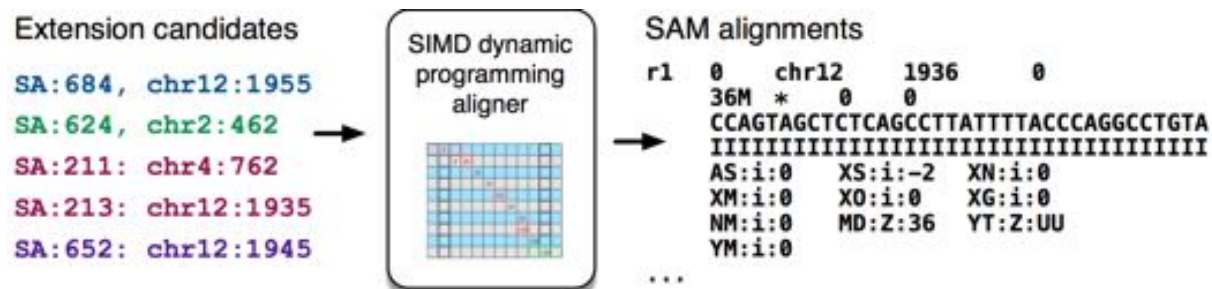 Extension candidates
SA:684, chr12:1955
SA:624, chr2:462
SA:211: chr4:762
SA:213: chr12:1935
SA:652: chr12:1945
SIMD dynamic
programming
aligner
SAM alignments
r1 0 chr12 1936 0
36M * 0 0
CCAGTAGCTCTCAGCCTTATTTTACCCAGGCCTGTA
IIIIIIIIIIIIIIIIIIIIIIIIIIIIIIIIIIII
AS:i:0 XS:i:-2 XN:i:0
XM:i:0 XO:i:0 XG:i:0
NM:i:0 MD:Z:36 YT:Z:UU
YM:i:0
...